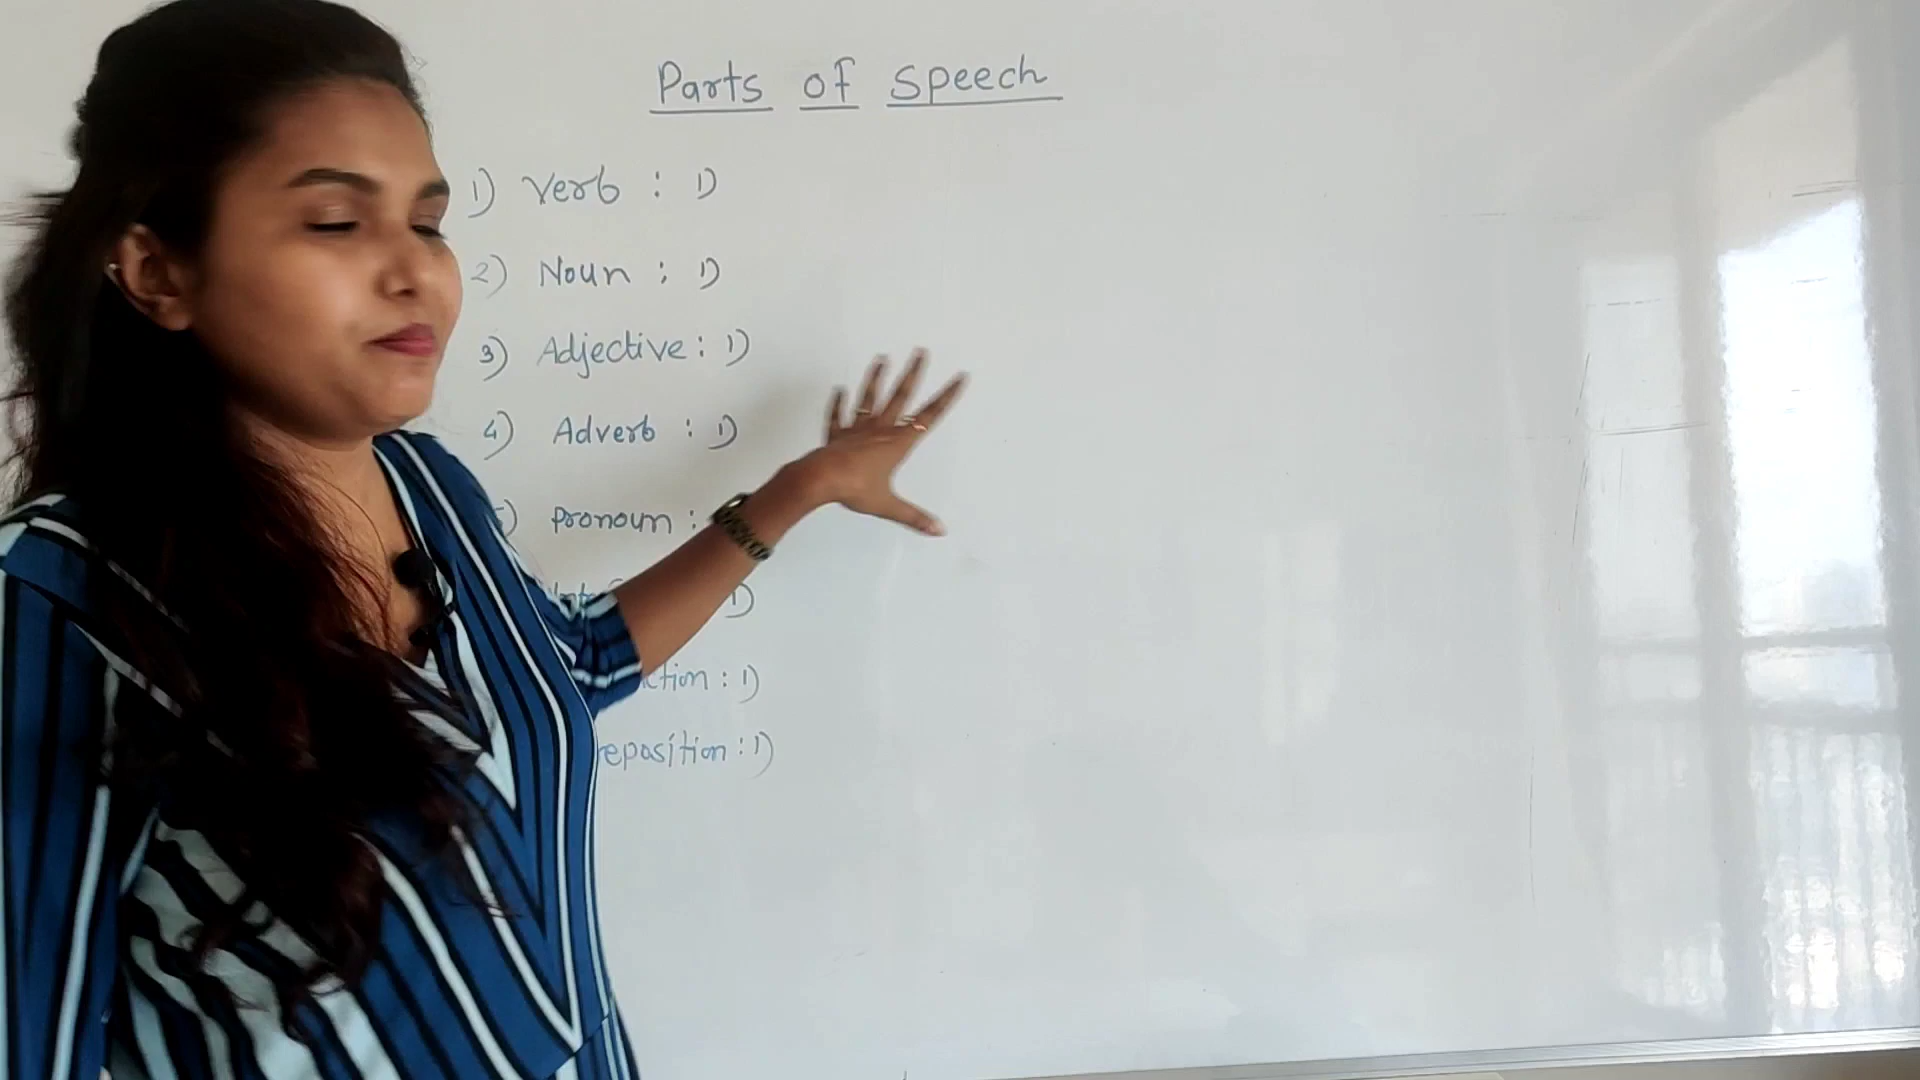 Parts of speech
1) Verb : 1)
2) Noun : 1)
3) Adjective : 1)
4) Adverb : 1)
5) pronoun :
1)
ction : 1)
reposition : 1)